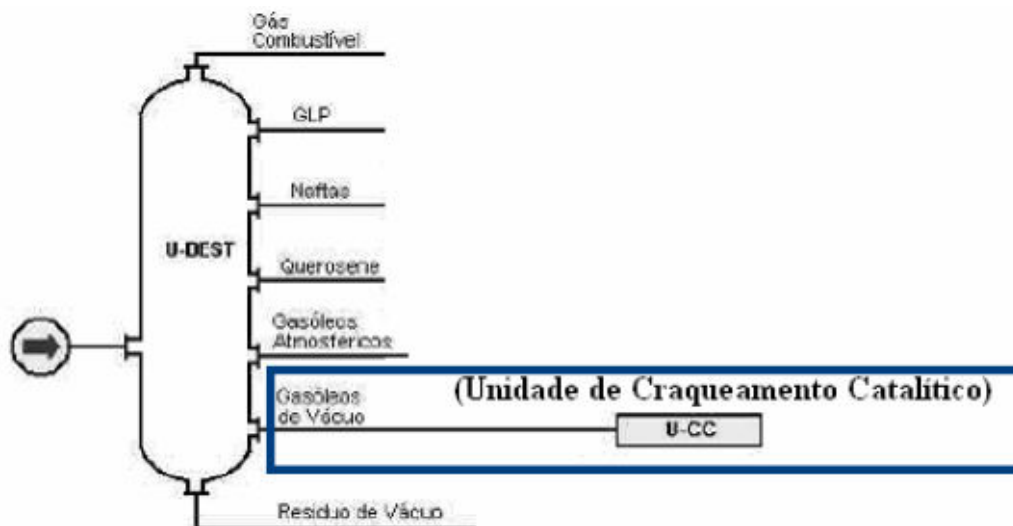 Gás
Combustível
GLP
Naftas
U-DEST
Querosene
Gasóleos
Atmosféricos
Gasóleos
de Vácuo
(Unidade de Craqueamento Catalítico)
U-CC
Resíduo de Vácuo